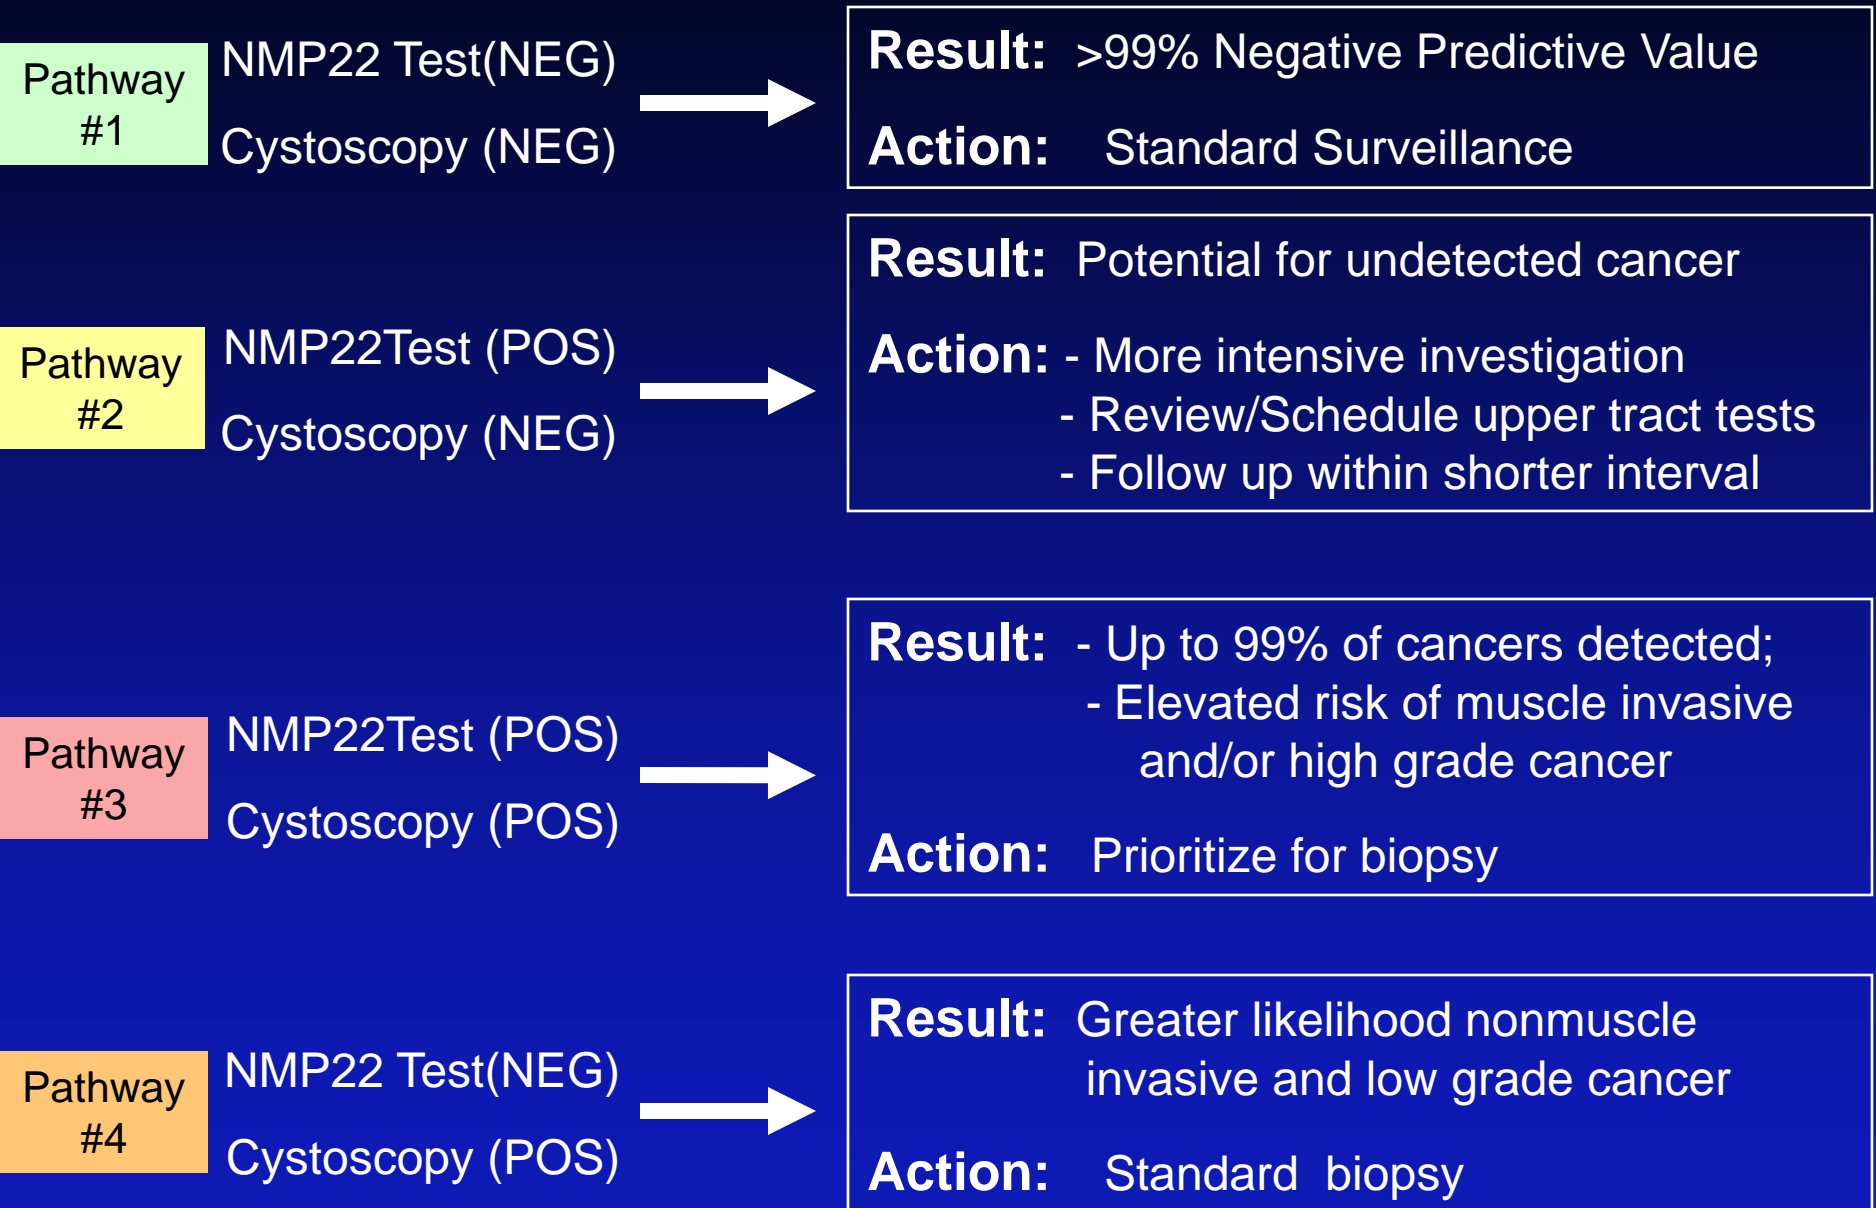 Pathway
#1
NMP22 Test(NEG)
Cystoscopy (NEG)
Result: >99% Negative Predictive Value
Action: Standard Surveillance
Pathway
#2
NMP22Test (POS)
Cystoscopy (NEG)
Result: Potential for undetected cancer
Action: - More intensive investigation
- Review/Schedule upper tract tests
- Follow up within shorter interval
Pathway
#3
NMP22Test (POS)
Cystoscopy (POS)
Result: - Up to 99% of cancers detected;
- Elevated risk of muscle invasive
and/or high grade cancer
Action: Prioritize for biopsy
Pathway
#4
NMP22 Test(NEG)
Cystoscopy (POS)
Result: Greater likelihood nonmuscle
invasive and low grade cancer
Action: Standard biopsy